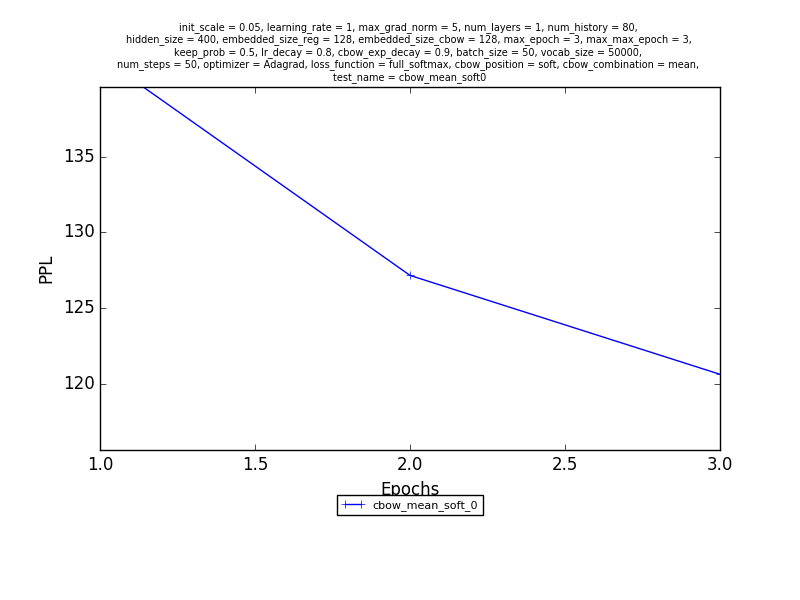 init_scale = 0.05, learning_rate = 1, max_grad_norm = 5, num_layers = 1, num_history = 80,
hidden_size = 400, embedded_size_reg = 128, embedded_size_cbow = 128, max_epoch = 3, max_max_epoch = 3,
keep_prob = 0.5, lr_decay = 0.8, cbow_exp_decay = 0.9, batch_size = 50, vocab_size = 50000,
num_steps = 50, optimizer = Adagrad, loss_function = full_softmax, cbow_position = soft, cbow_combination = mean,
test_name = cbow_mean_soft0
135
130
125
120
PPL
1.0 1.5 2.0 2.5 3.0
Epochs
cbow_mean_soft_0